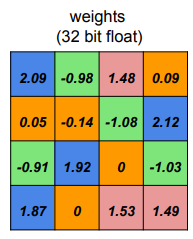 weights
(32 bit float)
2.09 -0.98 1.48 0.09
0.05 -0.14 -1.08 2.12
-0.91 1.92 0 -1.03
1.87 0 1.53 1.49